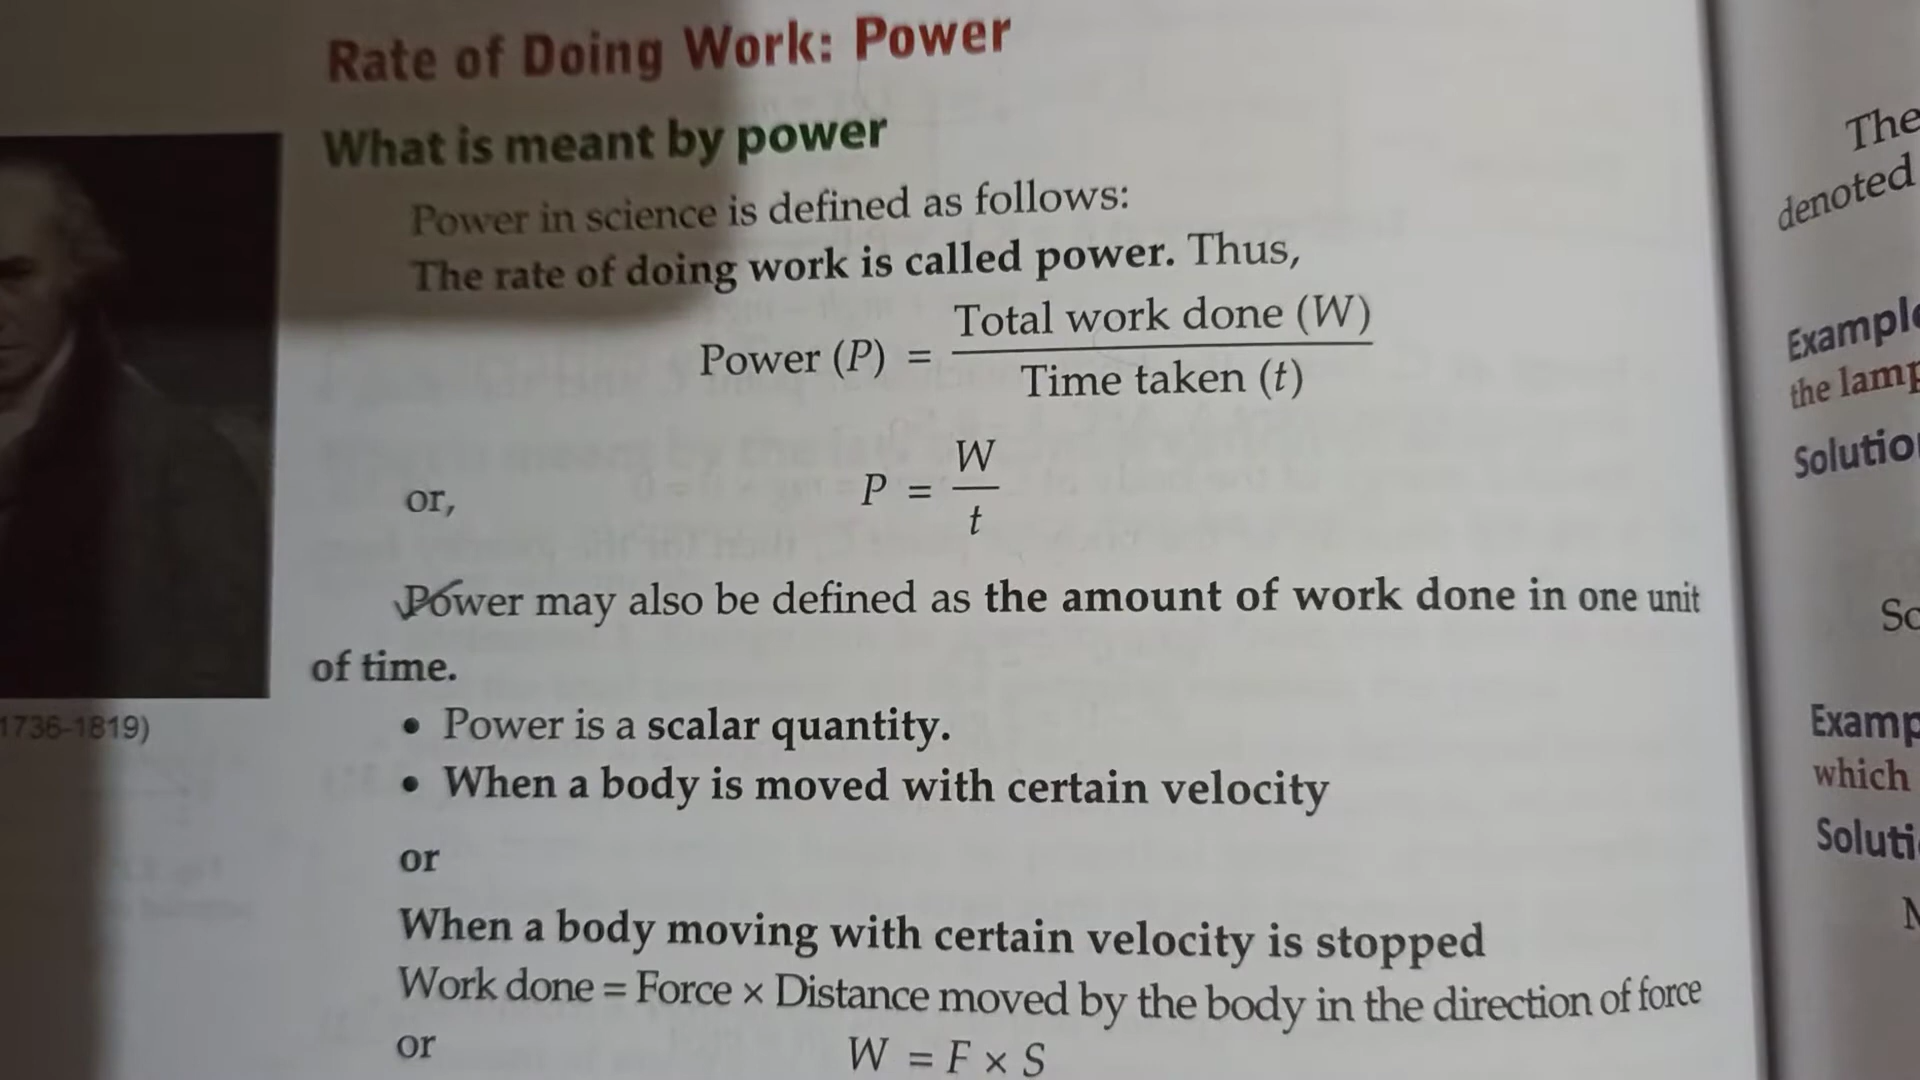 Rate of Doing Work: Power
What is meant by power
Power in science is defined as follows:
The rate of doing work is called power. Thus,
Power (P) = Total work done (W) / Time taken (t)
or, P = W / t
Power may also be defined as the amount of work done in one unit
of time.
• Power is a scalar quantity.
• When a body is moved with certain velocity
or
When a body moving with certain velocity is stopped
Work done = Force × Distance moved by the body in the direction of force
or W = F × S
1736-1819)
The
denoted
Example
the lamp
Solutio
So
Examp
which
Soluti